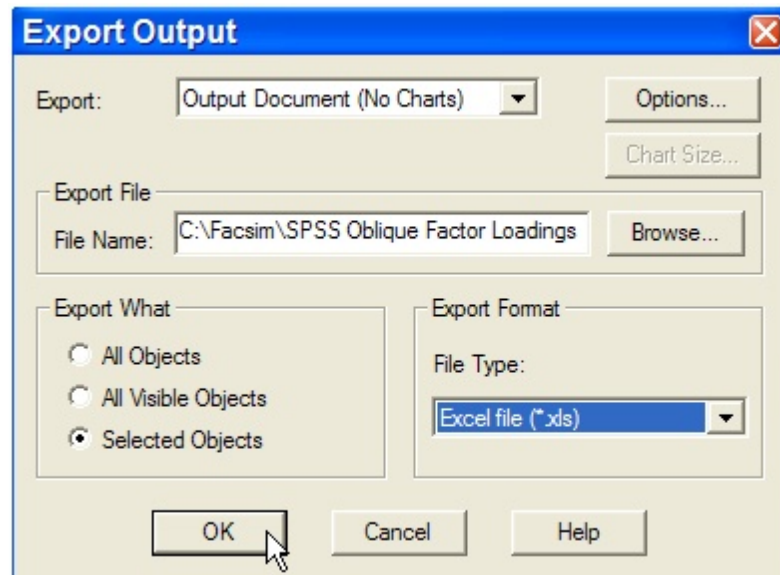 Export Output
Export: Output Document (No Charts) Options...
Chart Size...
Export File
File Name: C:\Facsim\SPSS Oblique Factor Loadings Browse...
Export What
All Objects
All Visible Objects
Selected Objects
Export Format
File Type:
Excel file (*.xls)
OK Cancel Help